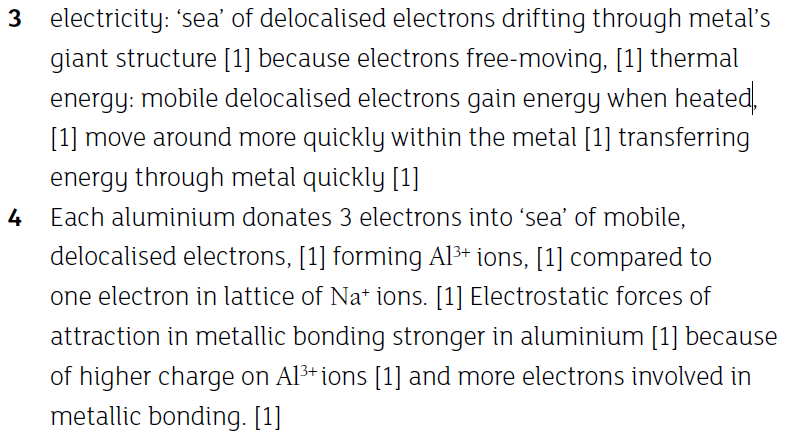 3 electricity: ‘sea’ of delocalised electrons drifting through metal’s
giant structure [1] because electrons free-moving, [1] thermal
energy: mobile delocalised electrons gain energy when heated,
[1] move around more quickly within the metal [1] transferring
energy through metal quickly [1]
4 Each aluminium donates 3 electrons into ‘sea’ of mobile,
delocalised electrons, [1] forming Al³⁺ ions, [1] compared to
one electron in lattice of Na⁺ ions. [1] Electrostatic forces of
attraction in metallic bonding stronger in aluminium [1] because
of higher charge on Al³⁺ ions [1] and more electrons involved in
metallic bonding. [1]